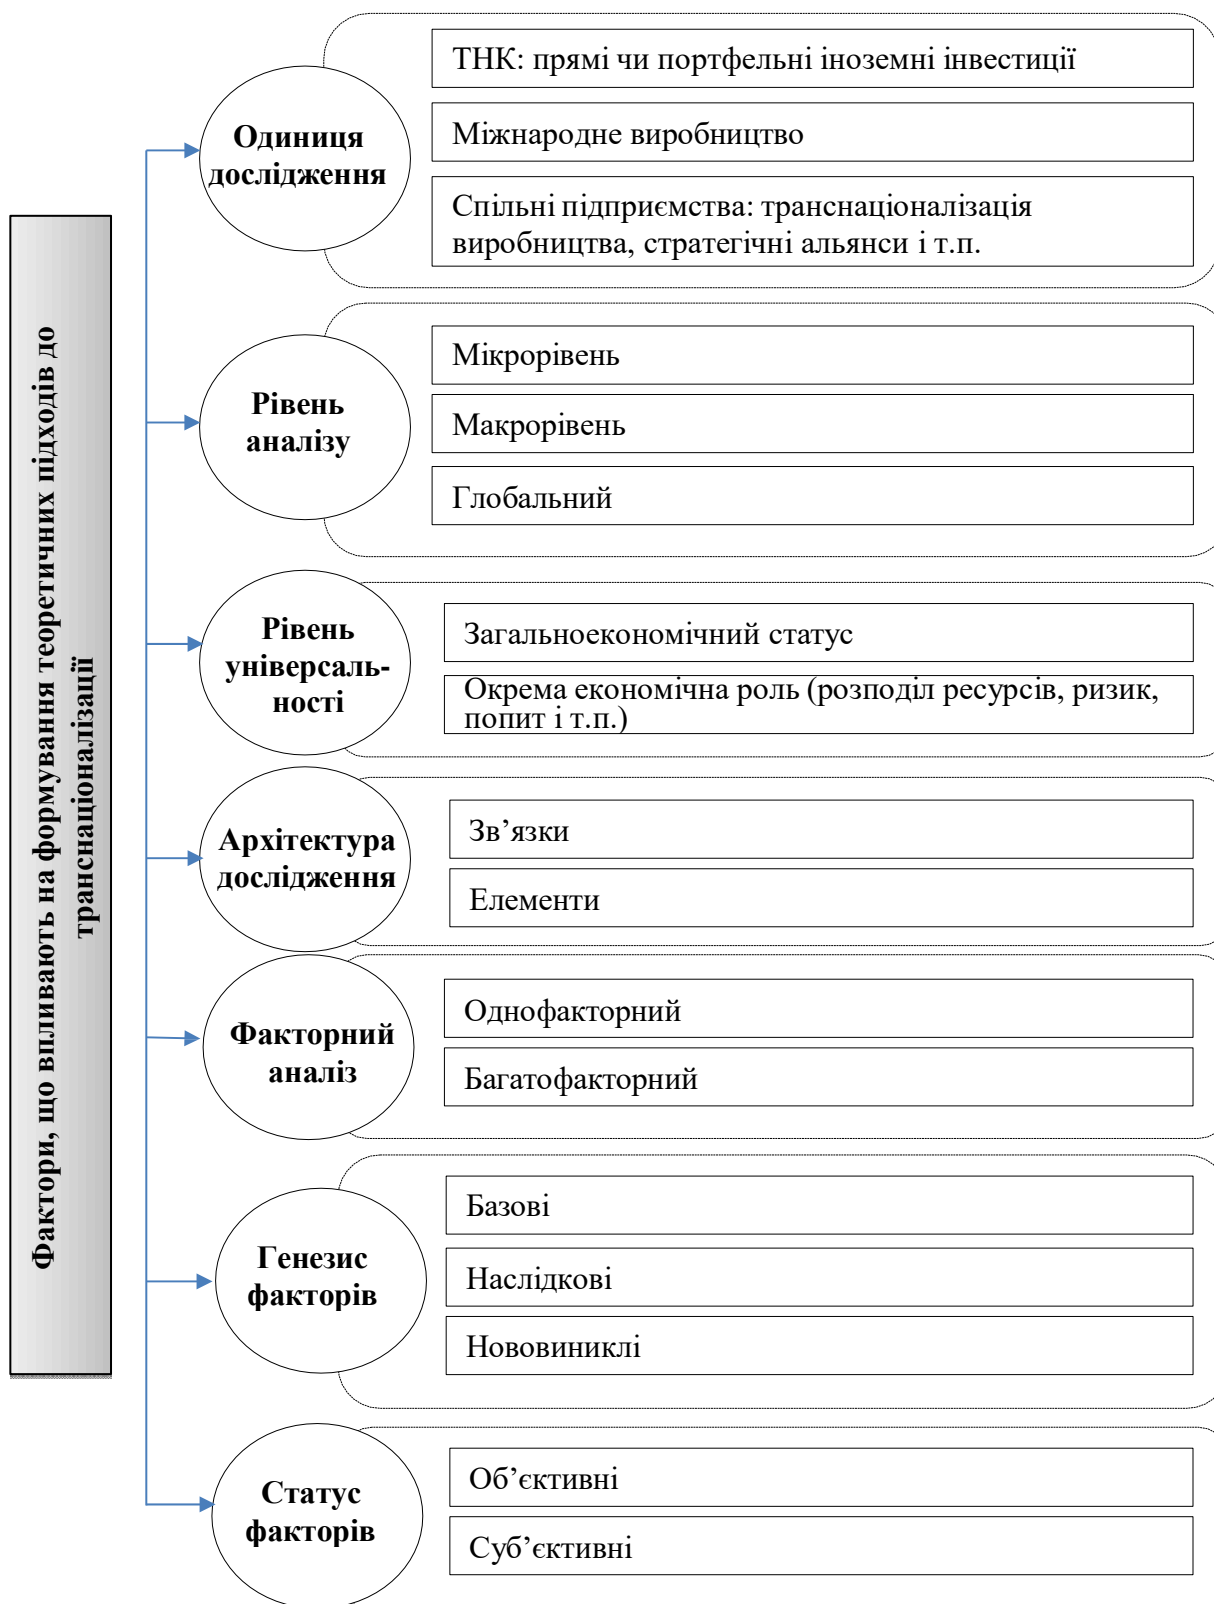 Фактори, що впливають на формування теоретичних підходів до
транснаціоналізації
Одиниця
дослідження
ТНК: прямі чи портфельні іноземні інвестиції
Міжнародне виробництво
Спільні підприємства: транснаціоналізація
виробництва, стратегічні альянси і т.п.
Рівень
аналізу
Мікрорівень
Макрорівень
Глобальний
Рівень
універсаль-
ності
Загальноекономічний статус
Окрема економічна роль (розподіл ресурсів, ризик,
попит і т.п.)
Архітектура
дослідження
Зв’язки
Елементи
Факторний
аналіз
Однофакторний
Багатофакторний
Генезис
факторів
Базові
Наслідкові
Нововиниклі
Статус
факторів
Об’єктивні
Суб’єктивні